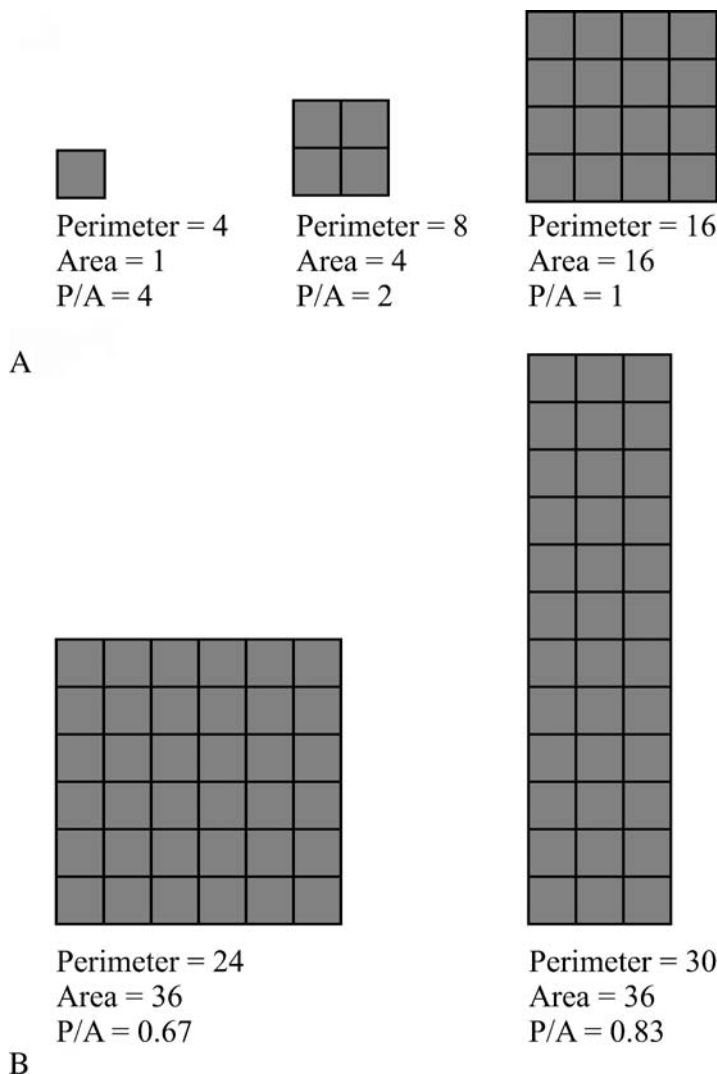 Perimeter = 4
Area = 1
P/A = 4
Perimeter = 8
Area = 4
P/A = 2
Perimeter = 16
Area = 16
P/A = 1
A
Perimeter = 24
Area = 36
P/A = 0.67
Perimeter = 30
Area = 36
P/A = 0.83
B